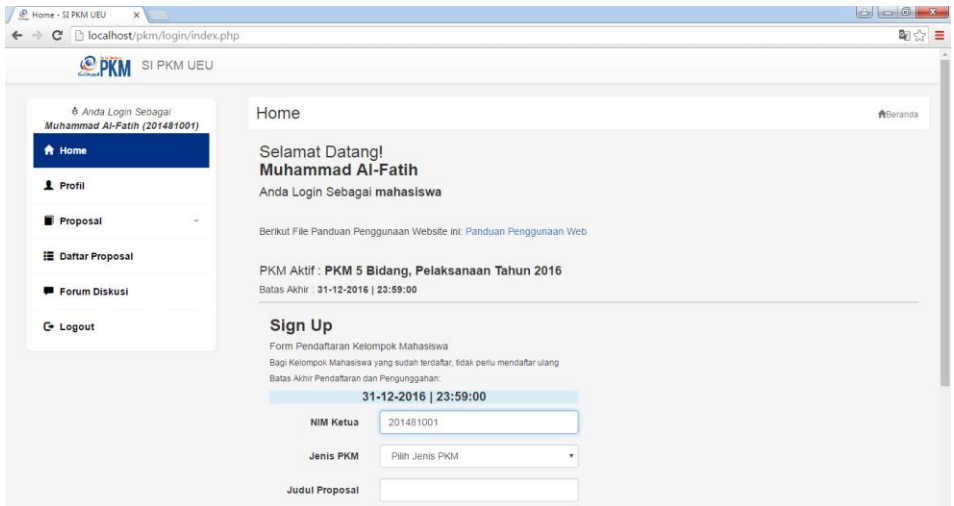 Home - SI PKM UEU
localhost/pkm/login/index.php
PKM SI PKM UEU
Anda Login Sebagai
Muhammad Al-Fatih (201481001)
Home
Profil
Proposal
Daftar Proposal
Forum Diskusi
Logout
Home
Beranda
Selamat Datang!
Muhammad Al-Fatih
Anda Login Sebagai mahasiswa
Berikut File Panduan Penggunaan Website ini: Panduan Penggunaan Web
PKM Aktif : PKM 5 Bidang, Pelaksanaan Tahun 2016
Batas Akhir : 31-12-2016 | 23:59:00
Sign Up
Form Pendaftaran Kelompok Mahasiswa
Bagi Kelompok Mahasiswa yang sudah terdaftar, tidak perlu mendaftar ulang
Batas Akhir Pendaftaran dan Pengunggahan:
31-12-2016 | 23:59:00
NIM Ketua 201481001
Jenis PKM Pilih Jenis PKM
Judul Proposal